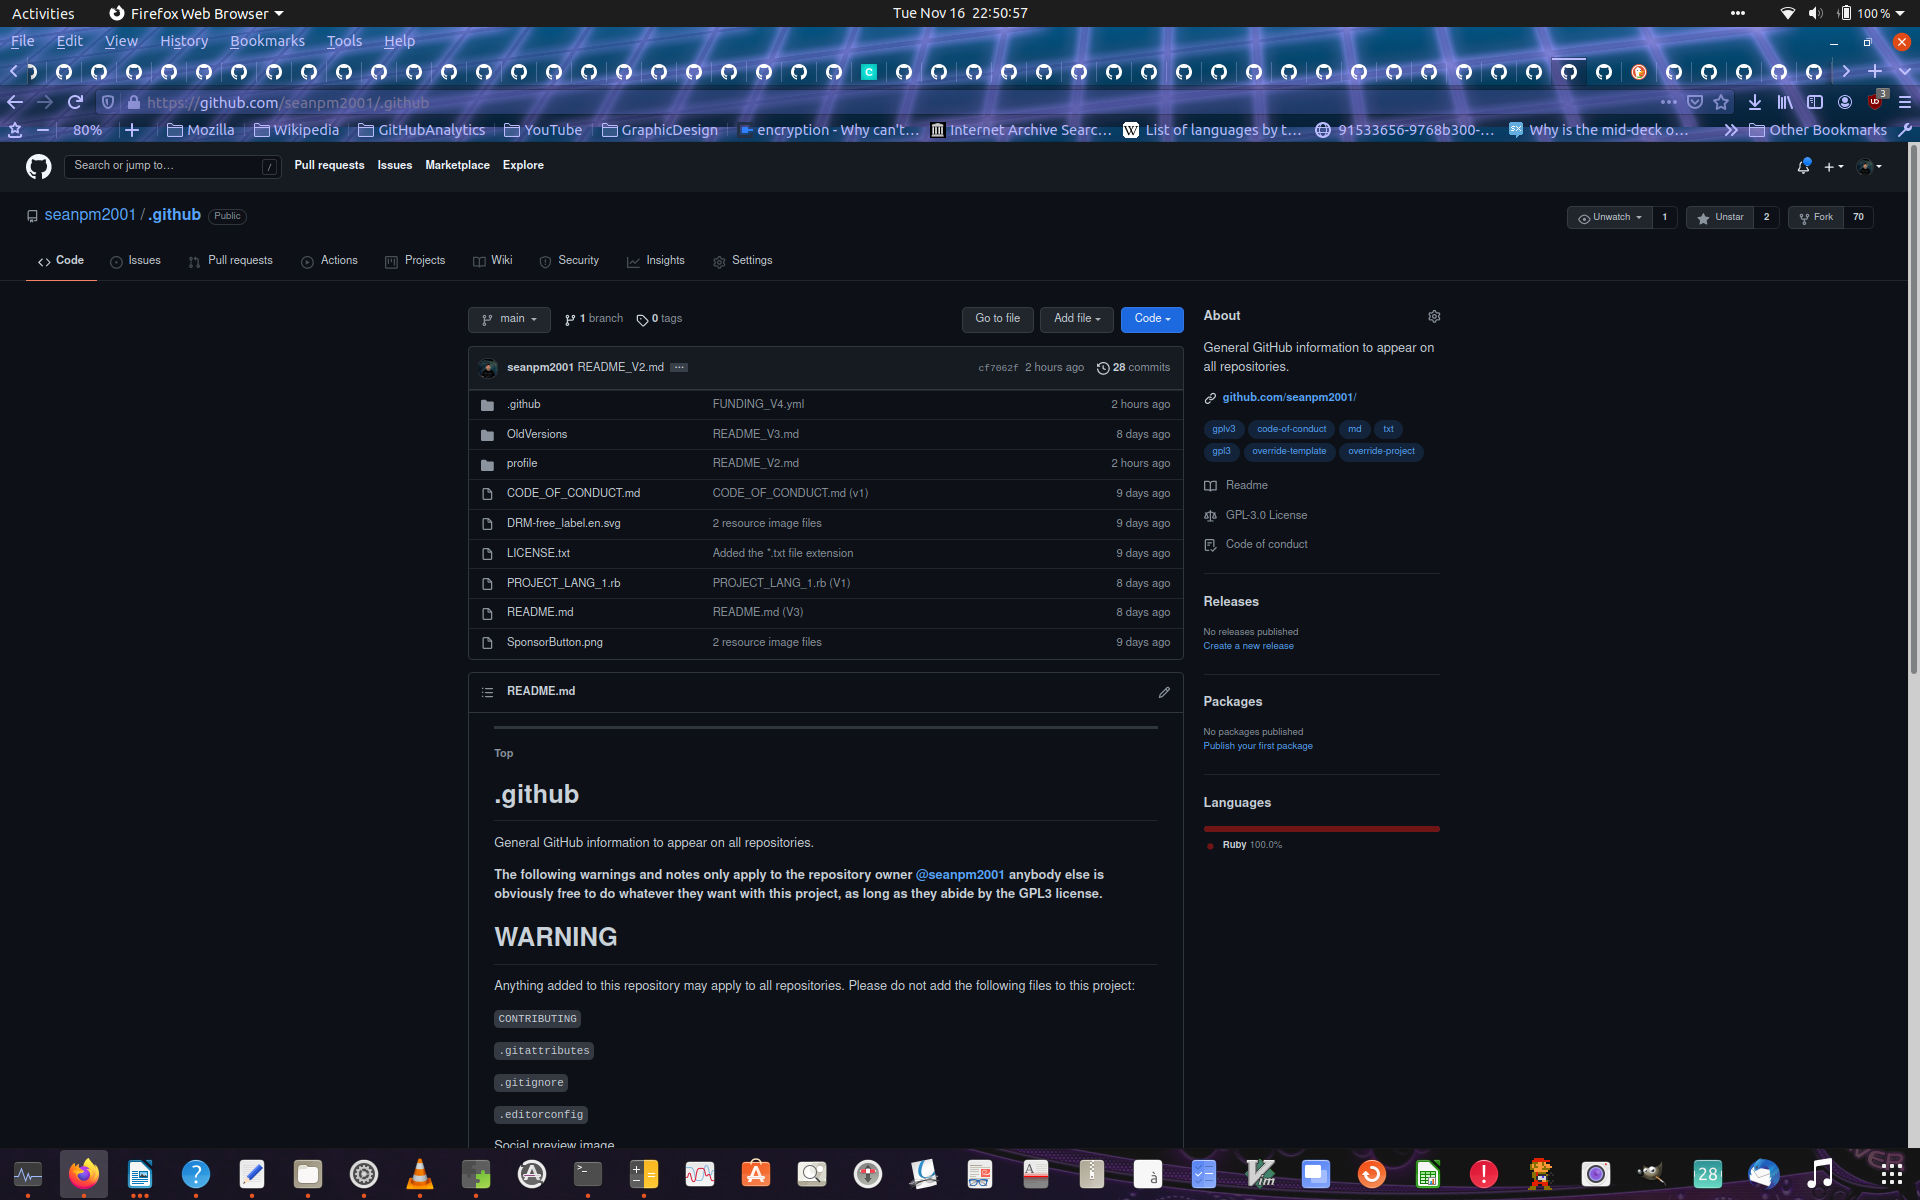 Activities Firefox Web Browser Tue Nov 16 22:50:57 100 %
File Edit View History Bookmarks Tools Help
https://github.com/seanpm2001/.github 3
80% Mozilla Wikipedia GitHubAnalytics YouTube GraphicDesign encryption - Why can't… Internet Archive Searc… List of languages by t… 91533656-9768b300-… Why is the mid-deck o… Other Bookmarks
Search or jump to… / Pull requests Issues Marketplace Explore
seanpm2001 / .github Public Unwatch 1 Unstar 2 Fork 70
Code Issues Pull requests Actions Projects Wiki Security Insights Settings
main 1 branch 0 tags Go to file Add file Code
seanpm2001 README_V2.md ... cf7062f 2 hours ago 28 commits
.github FUNDING_V4.yml 2 hours ago
OldVersions README_V3.md 8 days ago
profile README_V2.md 2 hours ago
CODE_OF_CONDUCT.md CODE_OF_CONDUCT.md (v1) 9 days ago
DRM-free_label.en.svg 2 resource image files 9 days ago
LICENSE.txt Added the *.txt file extension 9 days ago
PROJECT_LANG_1.rb PROJECT_LANG_1.rb (V1) 8 days ago
README.md README.md (V3) 8 days ago
SponsorButton.png 2 resource image files 9 days ago
README.md
Top
.github
General GitHub information to appear on all repositories.
The following warnings and notes only apply to the repository owner @seanpm2001 anybody else is
obviously free to do whatever they want with this project, as long as they abide by the GPL3 license.
WARNING
Anything added to this repository may apply to all repositories. Please do not add the following files to this project:
CONTRIBUTING
.gitattributes
.gitignore
.editorconfig
Social preview image
About
General GitHub information to appear on
all repositories.
github.com/seanpm2001/
gplv3 code-of-conduct md txt
gpl3 override-template override-project
Readme
GPL-3.0 License
Code of conduct
Releases
No releases published
Create a new release
Packages
No packages published
Publish your first package
Languages
Ruby 100.0%
28